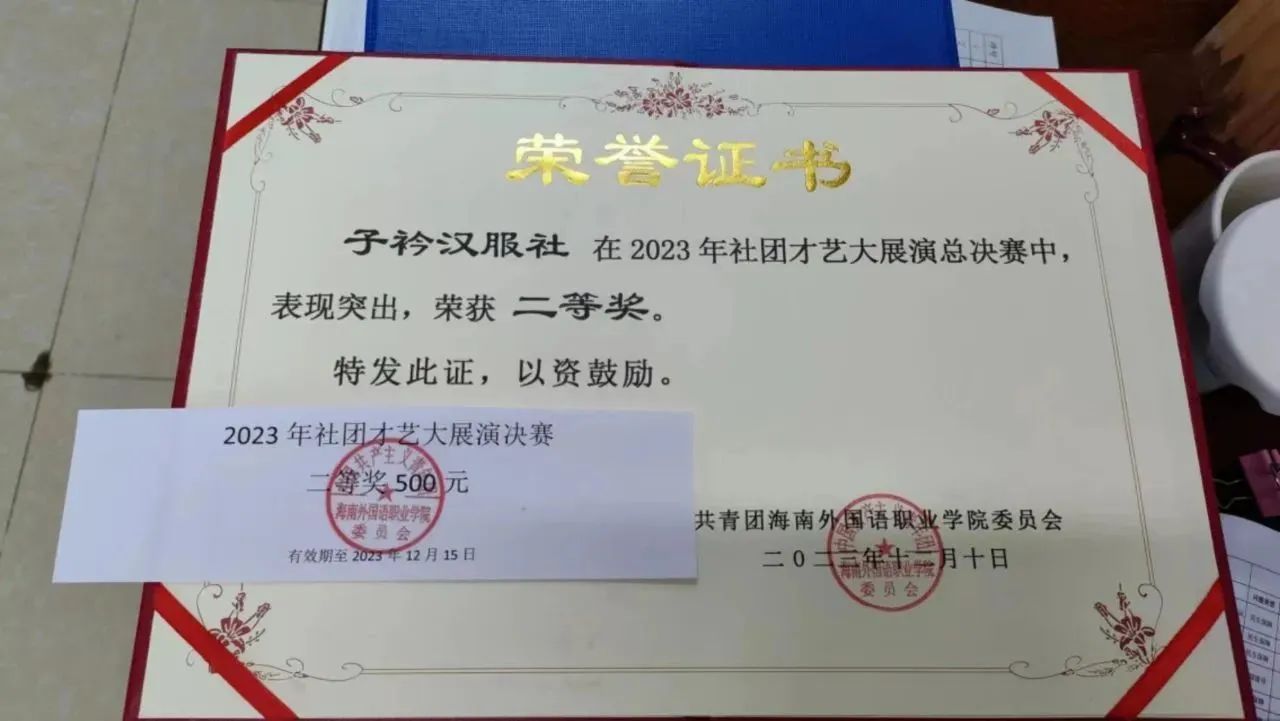 荣誉证书
子衿汉服社 在 2023 年社团才艺大展演总决赛中，
表现突出，荣获 二等奖。
特发此证，以资鼓励。
2023 年社团才艺大展演决赛
二等奖 500 元
海南外国语职业学院
委员会
有效期至 2023 年 12 月 15 日
共青团海南外国语职业学院委员会
二〇二三年十二月十日
海南外国语职业学院
委员会